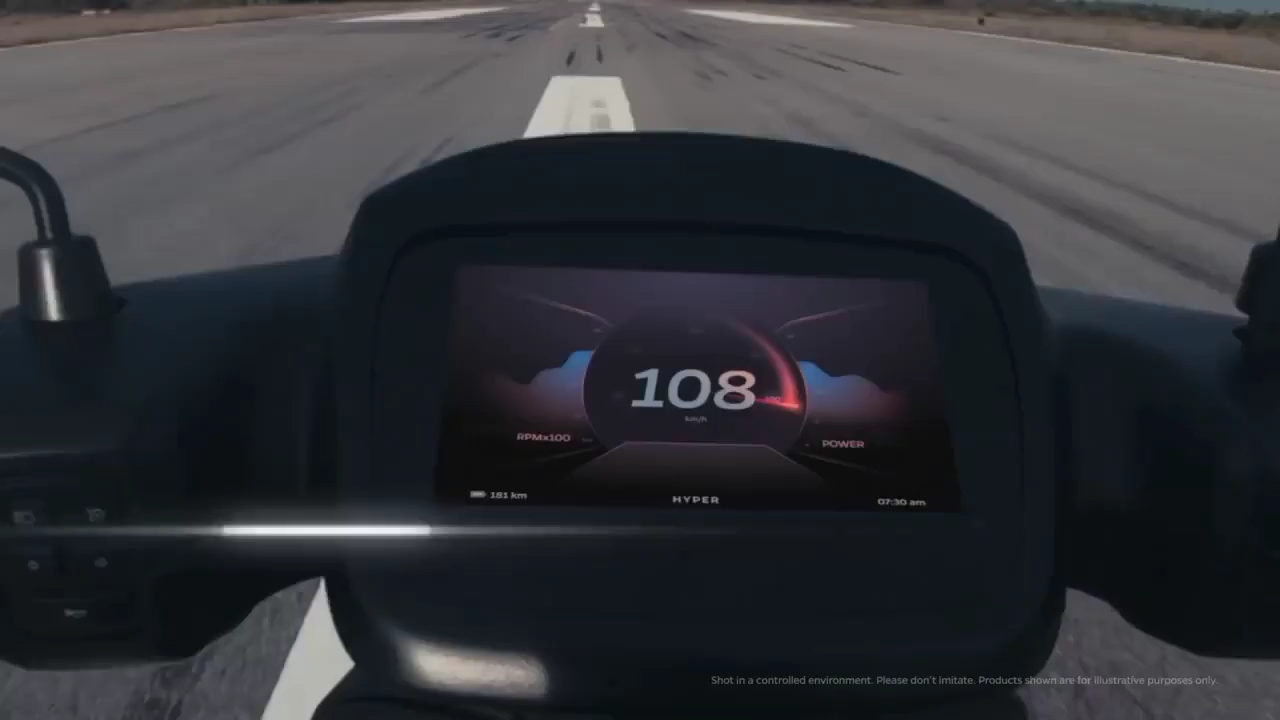 108
km/h
RPMx100
POWER
181 km
HYPER
07:30 am
Shot in a controlled environment. Please don't imitate. Products shown are for illustrative purposes only.